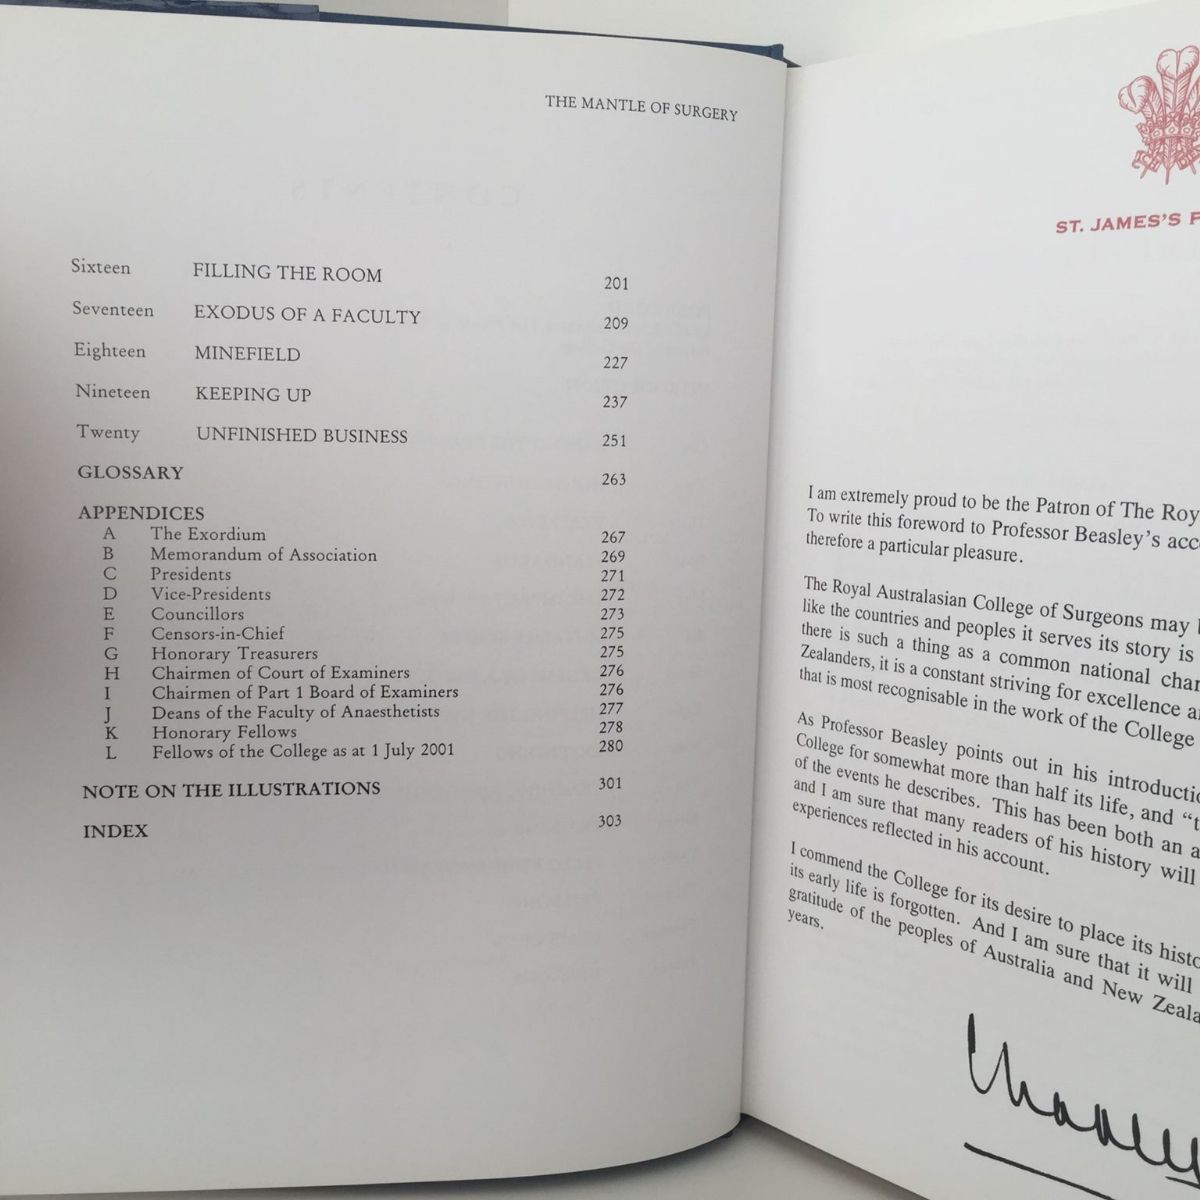 THE MANTLE OF SURGERY
Sixteen FILLING THE ROOM 201
Seventeen EXODUS OF A FACULTY 209
Eighteen MINEFIELD 227
Nineteen KEEPING UP 237
Twenty UNFINISHED BUSINESS 251
GLOSSARY 263
APPENDICES
A The Exordium 267
B Memorandum of Association 269
C Presidents 271
D Vice-Presidents 272
E Councillors 273
F Censors-in-Chief 275
G Honorary Treasurers 275
H Chairmen of Court of Examiners 276
I Chairmen of Part 1 Board of Examiners 276
J Deans of the Faculty of Anaesthetists 277
K Honorary Fellows 278
L Fellows of the College as at 1 July 2001 280
NOTE ON THE ILLUSTRATIONS 301
INDEX 303
ST. JAMES'S
I am extremely proud to be the Patron of The Roy
To write this foreword to Professor Beasley's acc
therefore a particular pleasure.
The Royal Australasian College of Surgeons may
like the countries and peoples it serves its story is
there is such a thing as a common national char
Zealanders, it is a constant striving for excellence
that is most recognisable in the work of the College
As Professor Beasley points out in his introducti
College for somewhat more than half its life, and "t
of the events he describes. This has been both an a
and I am sure that many readers of his history will
experiences reflected in his account.
I commend the College for its desire to place its histo
its early life is forgotten. And I am sure that it will
gratitude of the peoples of Australia and New Zeala
years.